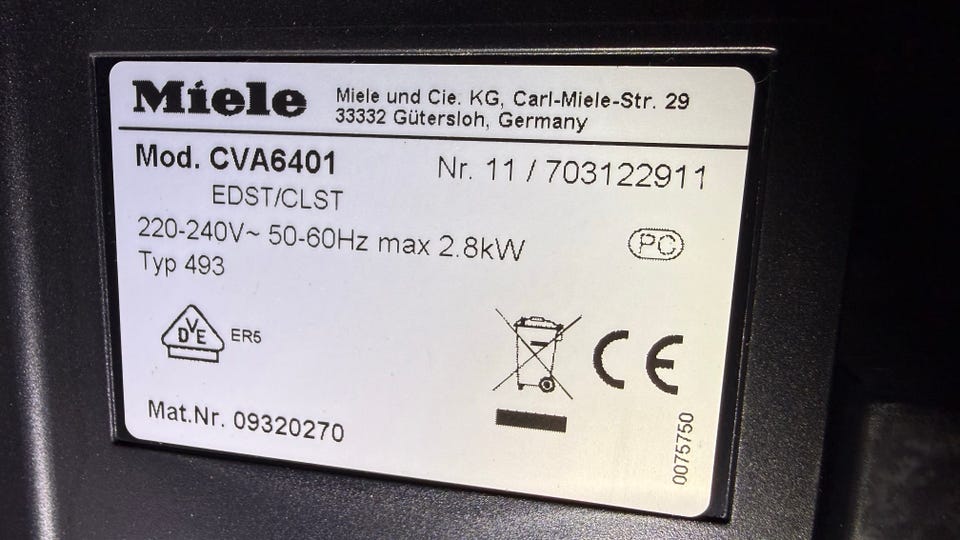 Miele
Miele und Cie. KG, Carl-Miele-Str. 29
33332 Gütersloh, Germany
Mod. CVA6401
Nr. 11 / 703122911
EDST/CLST
220-240V~ 50-60Hz max 2.8kW
PC
Typ 493
VDE
ER5
CE
Mat.Nr. 09320270
0075750